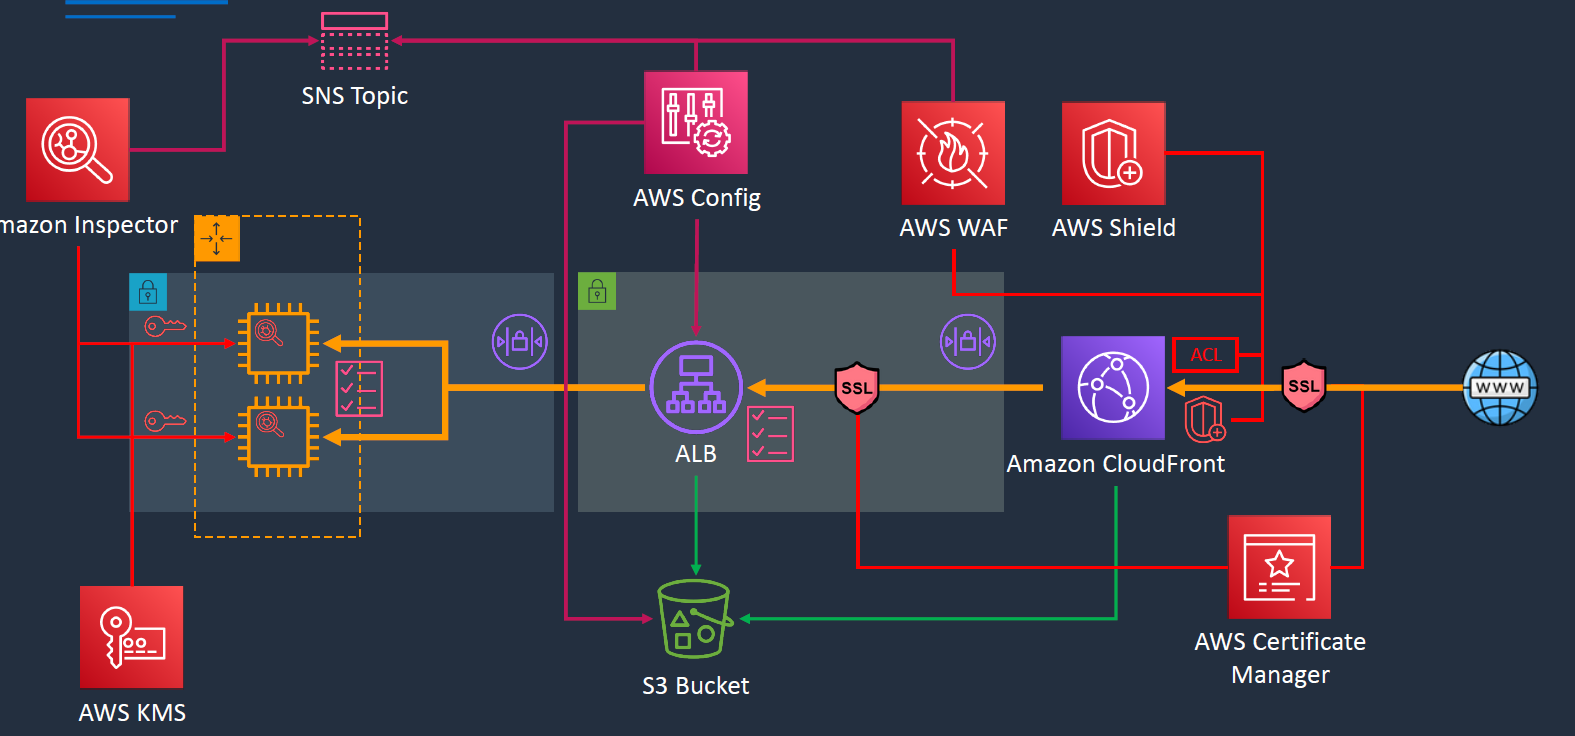 SNS Topic
mazon Inspector
AWS Config
AWS WAF
AWS Shield
ACL
SSL
SSL
WWW
ALB
Amazon CloudFront
S3 Bucket
AWS Certificate
Manager
AWS KMS